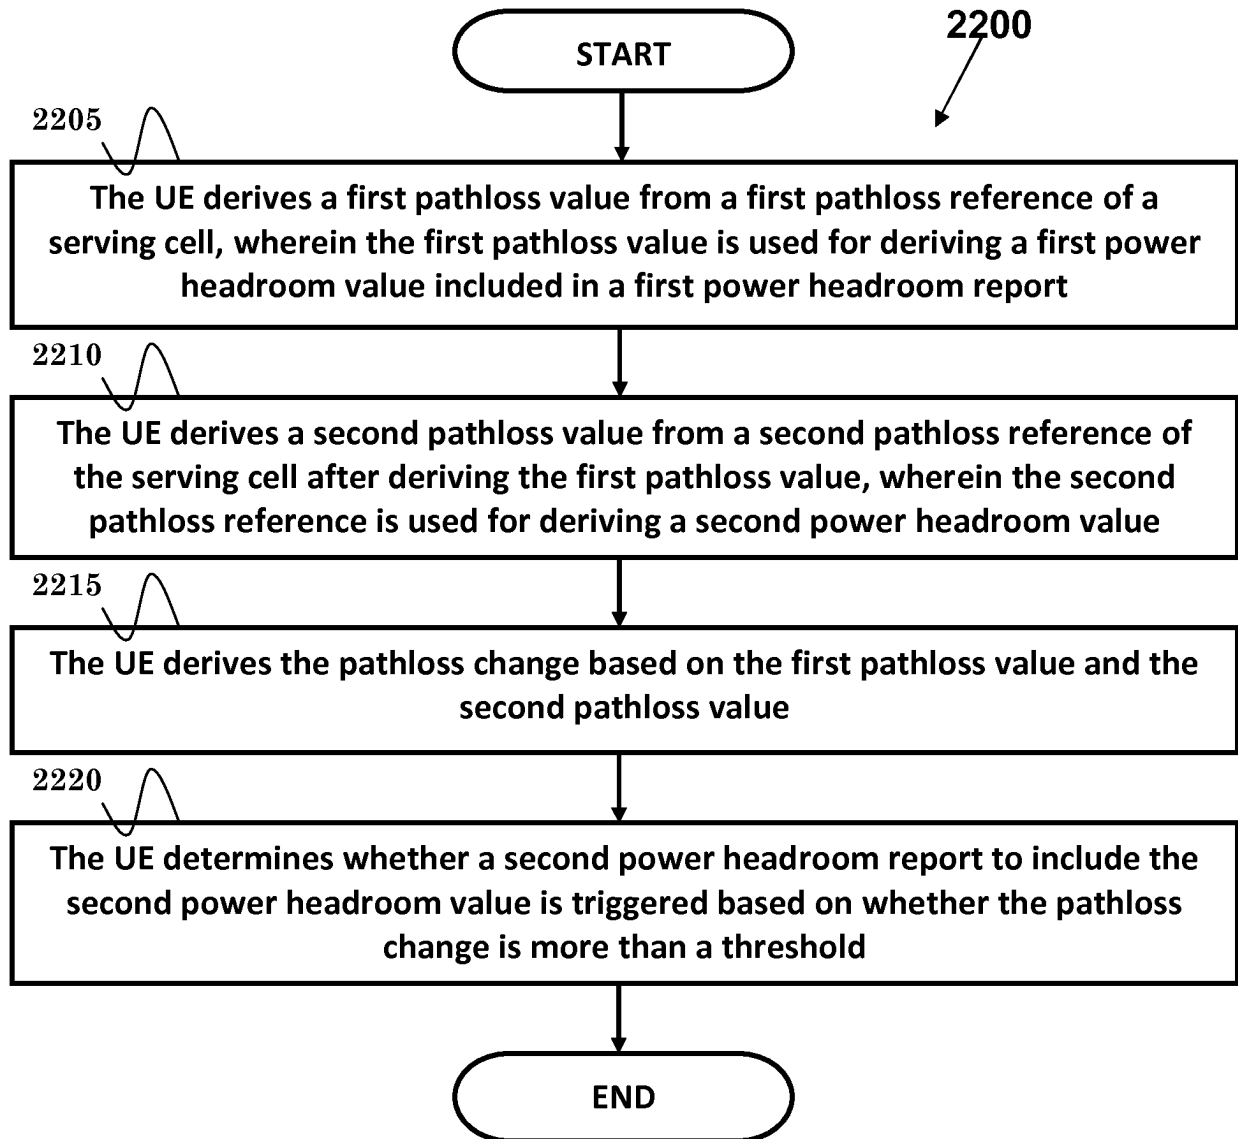 START
2200
2205
The UE derives a first pathloss value from a first pathloss reference of a
serving cell, wherein the first pathloss value is used for deriving a first power
headroom value included in a first power headroom report
2210
The UE derives a second pathloss value from a second pathloss reference of
the serving cell after deriving the first pathloss value, wherein the second
pathloss reference is used for deriving a second power headroom value
2215
The UE derives the pathloss change based on the first pathloss value and the
second pathloss value
2220
The UE determines whether a second power headroom report to include the
second power headroom value is triggered based on whether the pathloss
change is more than a threshold
END